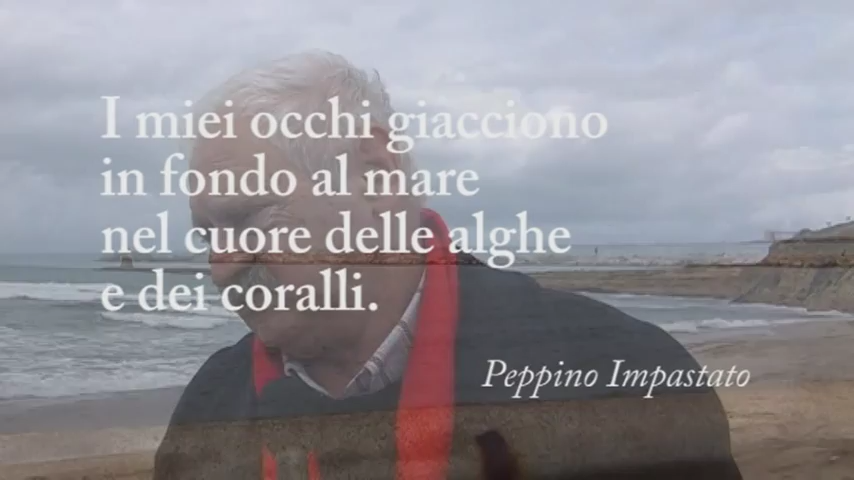 I miei occhi giacciono
in fondo al mare
nel cuore delle alghe
e dei coralli.
Peppino Impastato